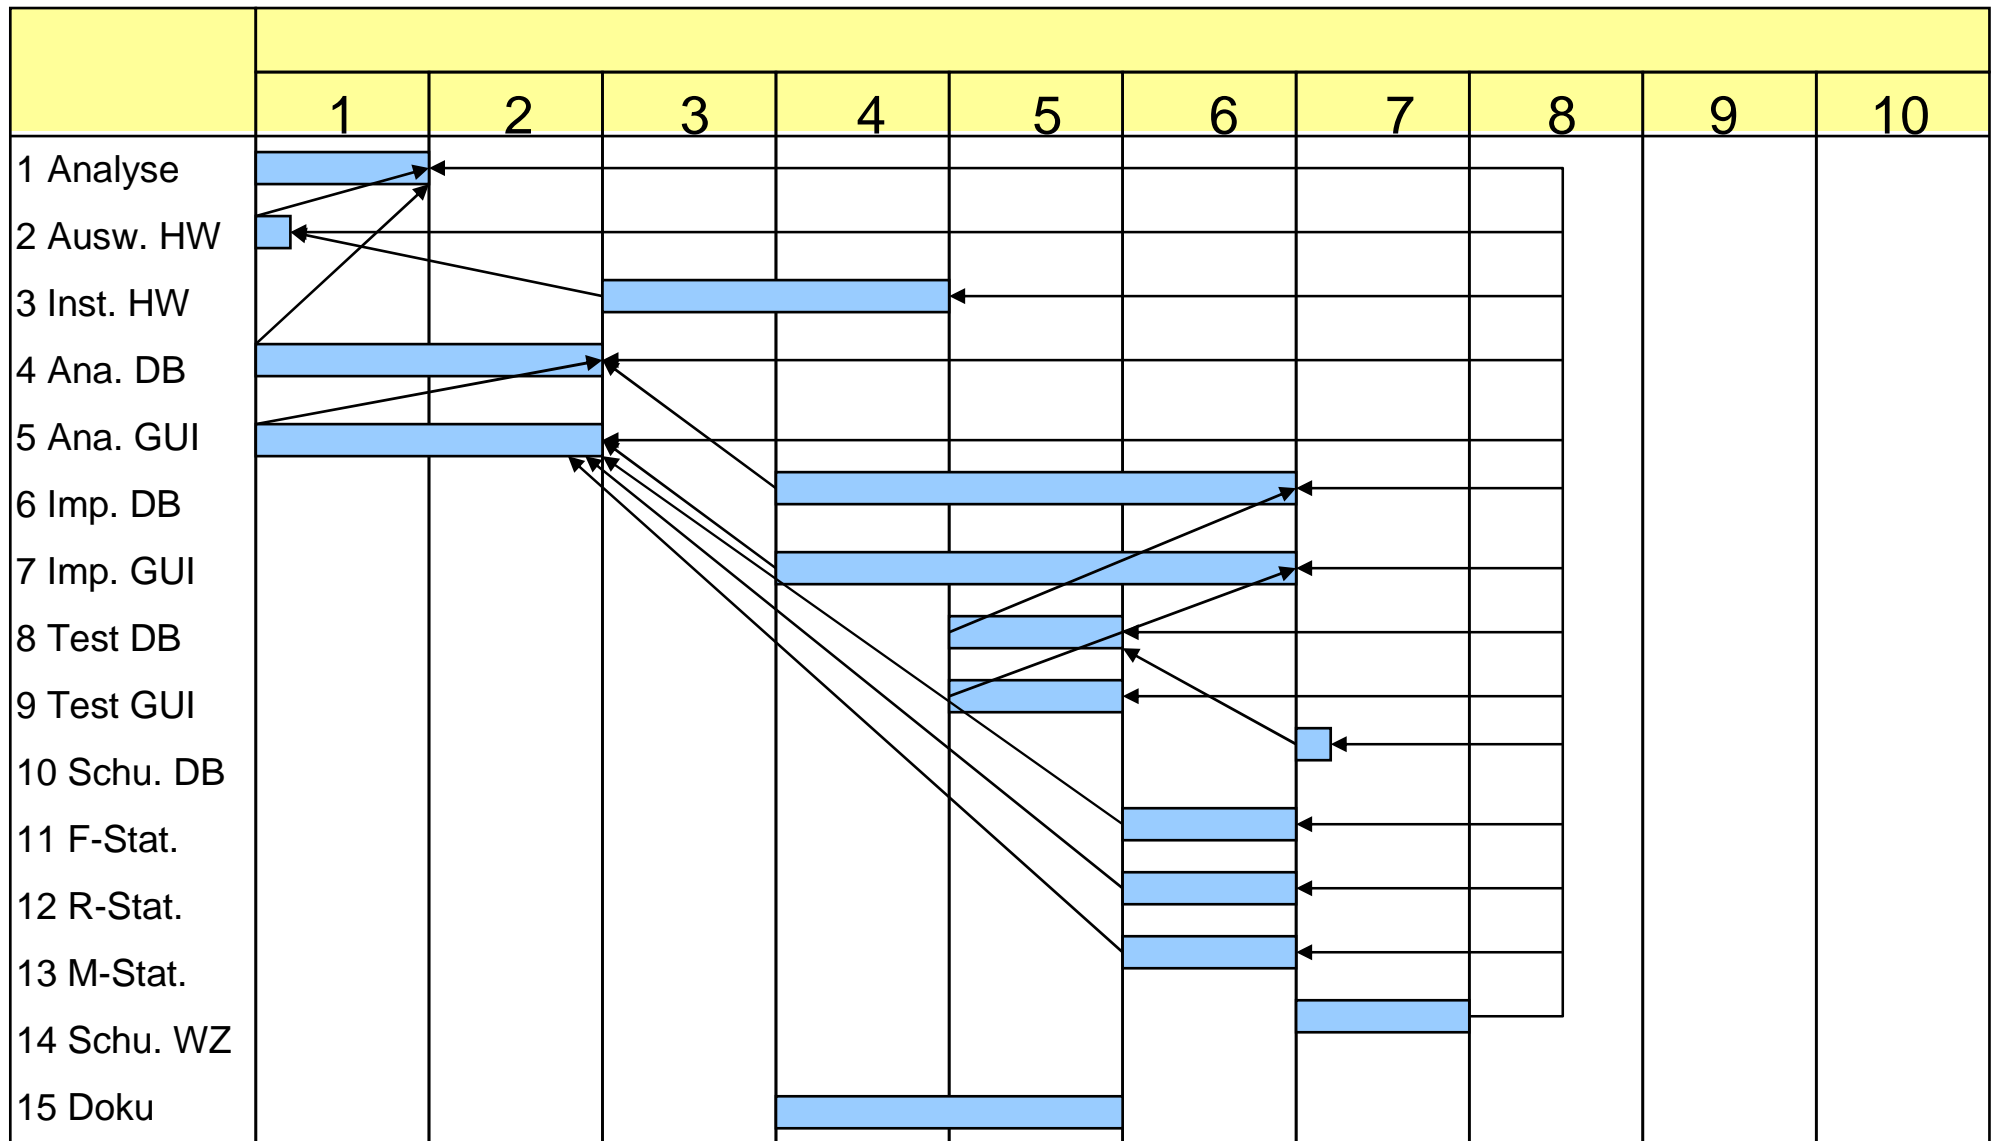 1 2 3 4 5 6 7 8 9 10
1 Analyse
2 Ausw. HW
3 Inst. HW
4 Ana. DB
5 Ana. GUI
6 Imp. DB
7 Imp. GUI
8 Test DB
9 Test GUI
10 Schu. DB
11 F-Stat.
12 R-Stat.
13 M-Stat.
14 Schu. WZ
15 Doku